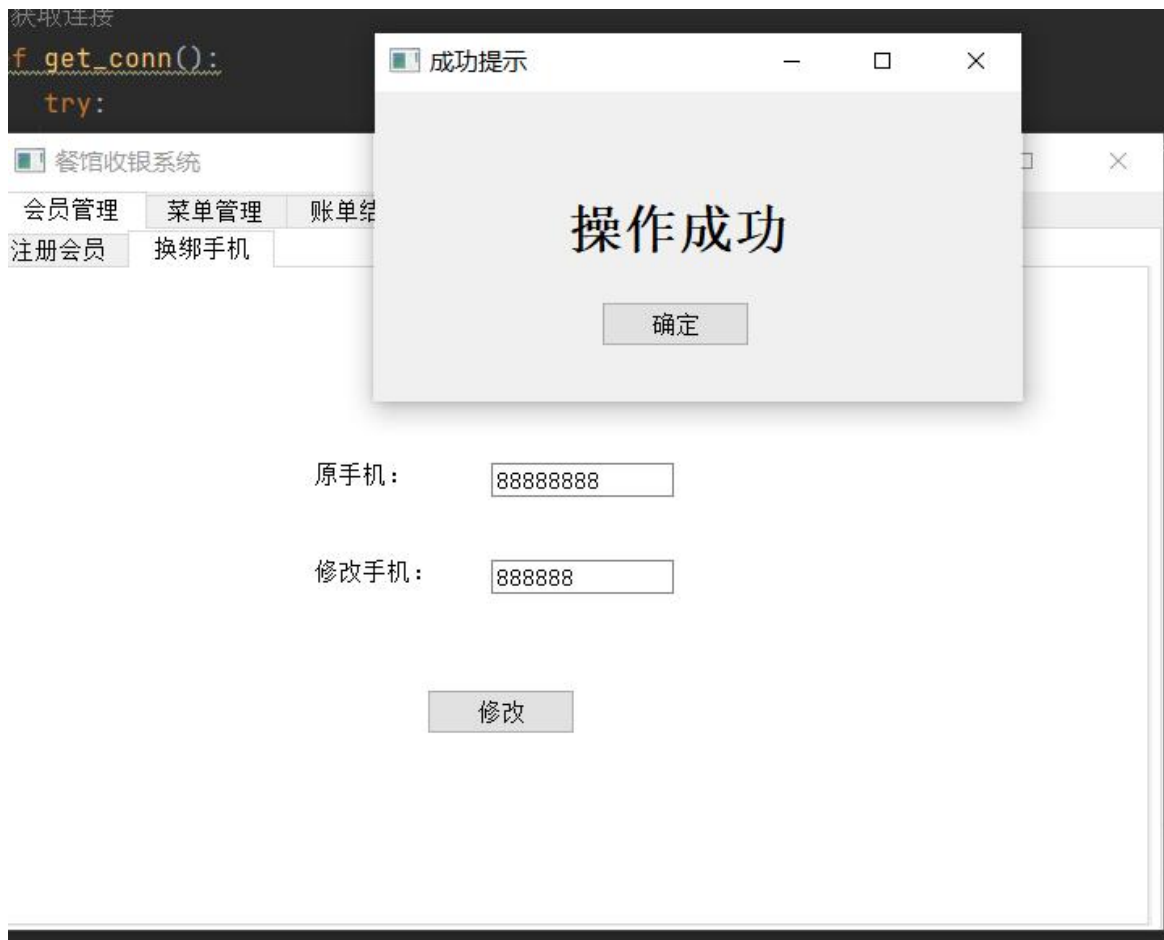 获取连接
f get_conn():
成功提示
try:
餐馆收银系统
会员管理 菜单管理 账单结
注册会员 换绑手机
操作成功
确定
原手机： 88888888
修改手机： 888888
修改